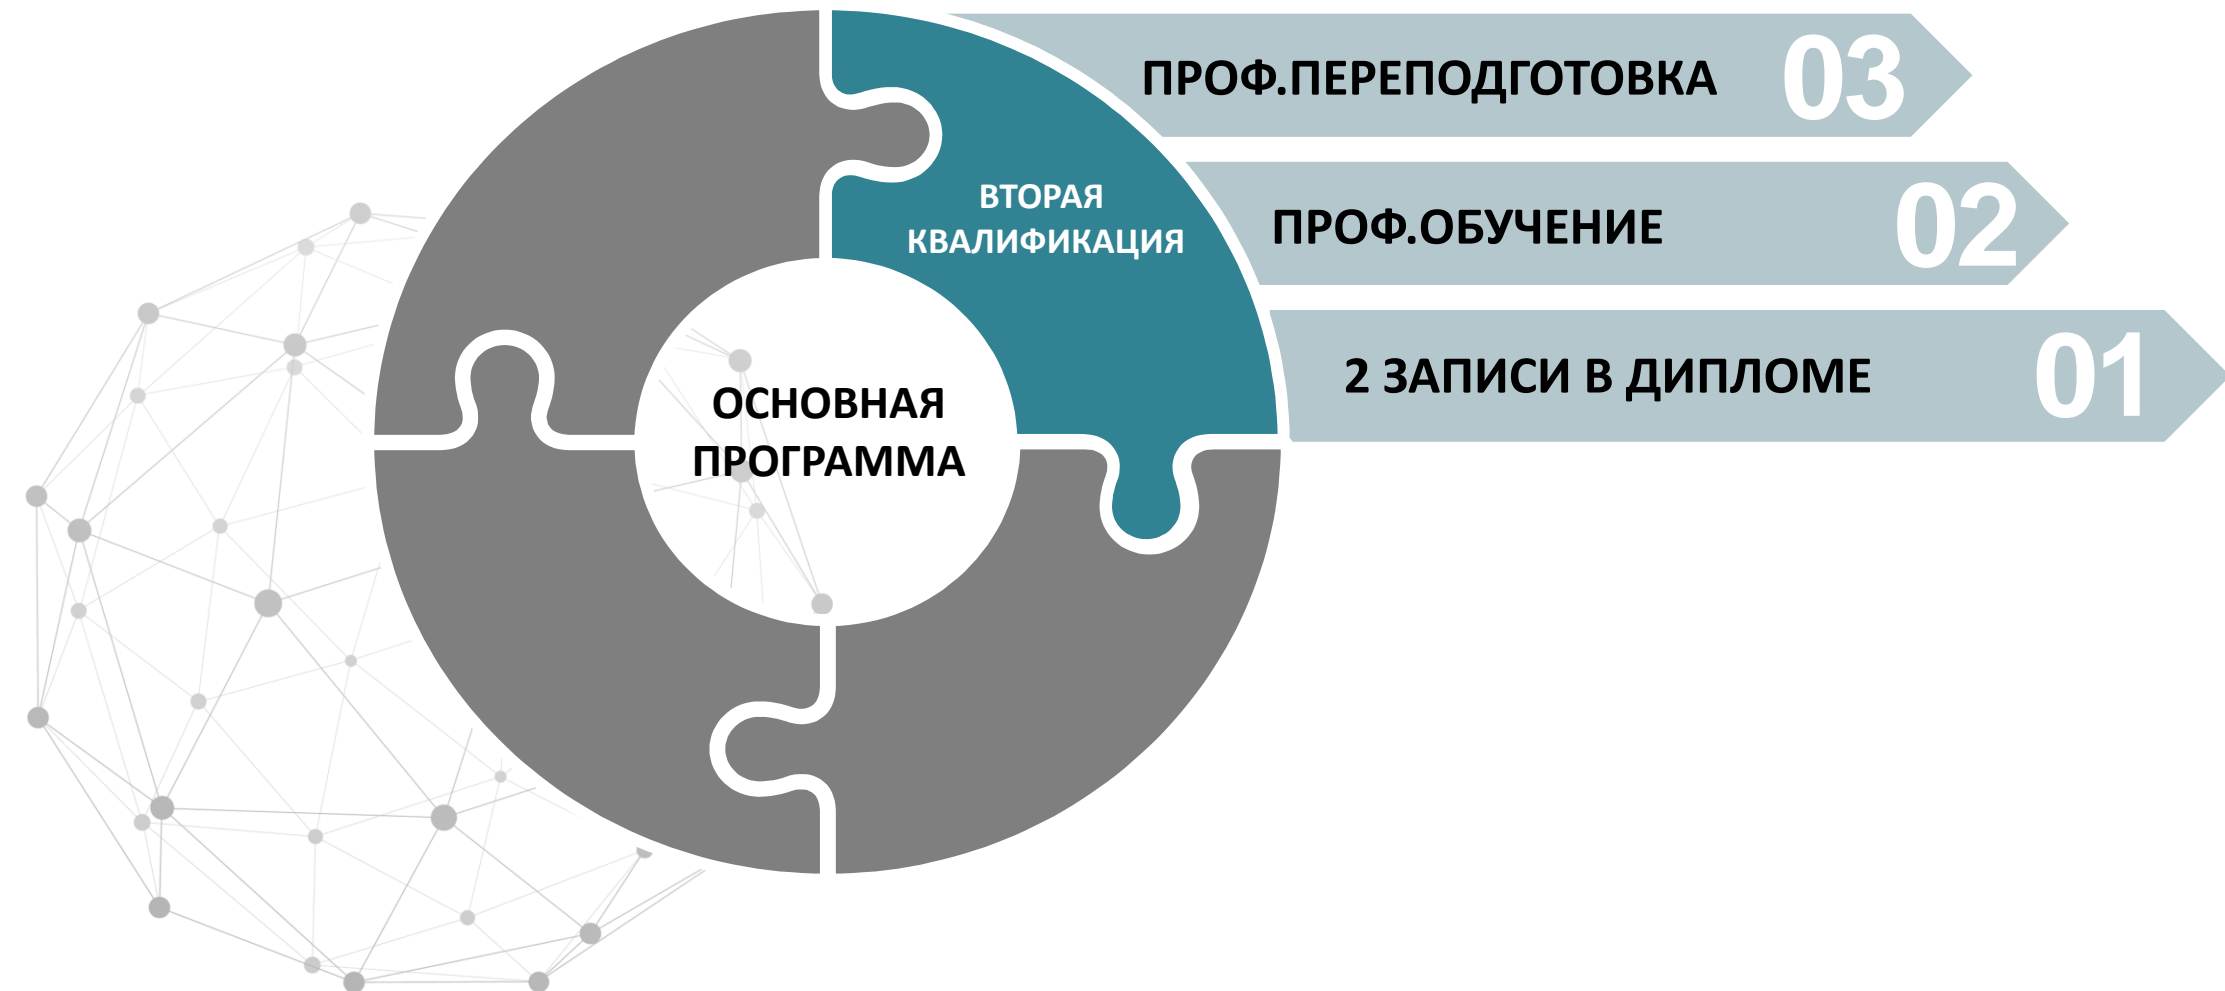 ПРОФ.ПЕРЕПОДГОТОВКА 03
ВТОРАЯ
КВАЛИФИКАЦИЯ
ПРОФ.ОБУЧЕНИЕ 02
2 ЗАПИСИ В ДИПЛОМЕ 01
ОСНОВНАЯ
ПРОГРАММА